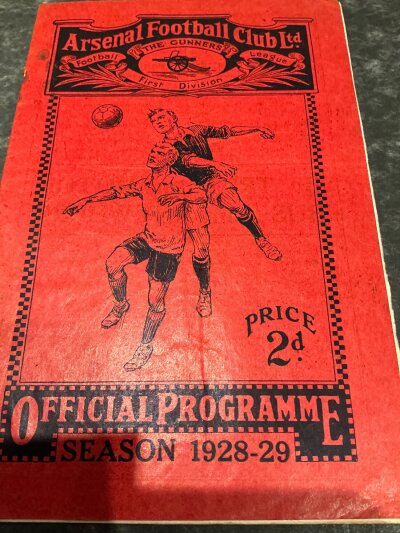 Arsenal Football Club Ltd.
"THE GUNNERS"
Football League
First Division
PRICE
2d.
OFFICIAL PROGRAMME
SEASON 1928-29